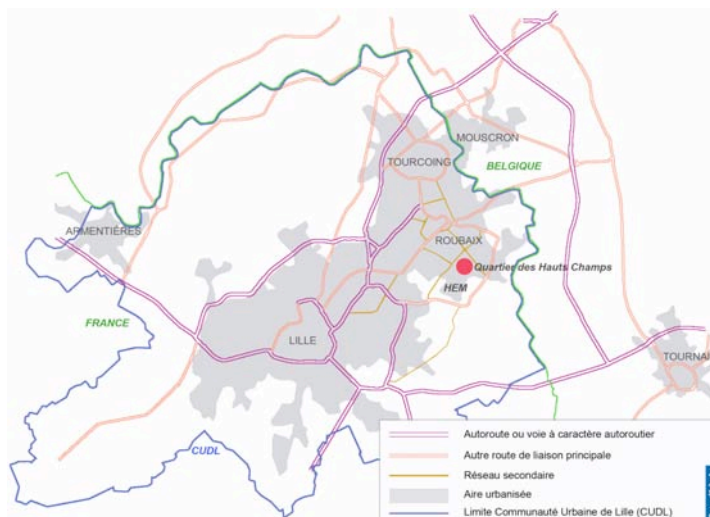 MOUSCRON
TOURCOING
BELGIQUE
ARMENTIÈRES
ROUBAIX
Quartier des Hauts Champs
HEM
FRANCE
LILLE
TOURNAI
CUDL
Autoroute ou voie à caractère autoroutier
Autre route de liaison principale
Réseau secondaire
Aire urbanisée
Limite Communauté Urbaine de Lille (CUDL)